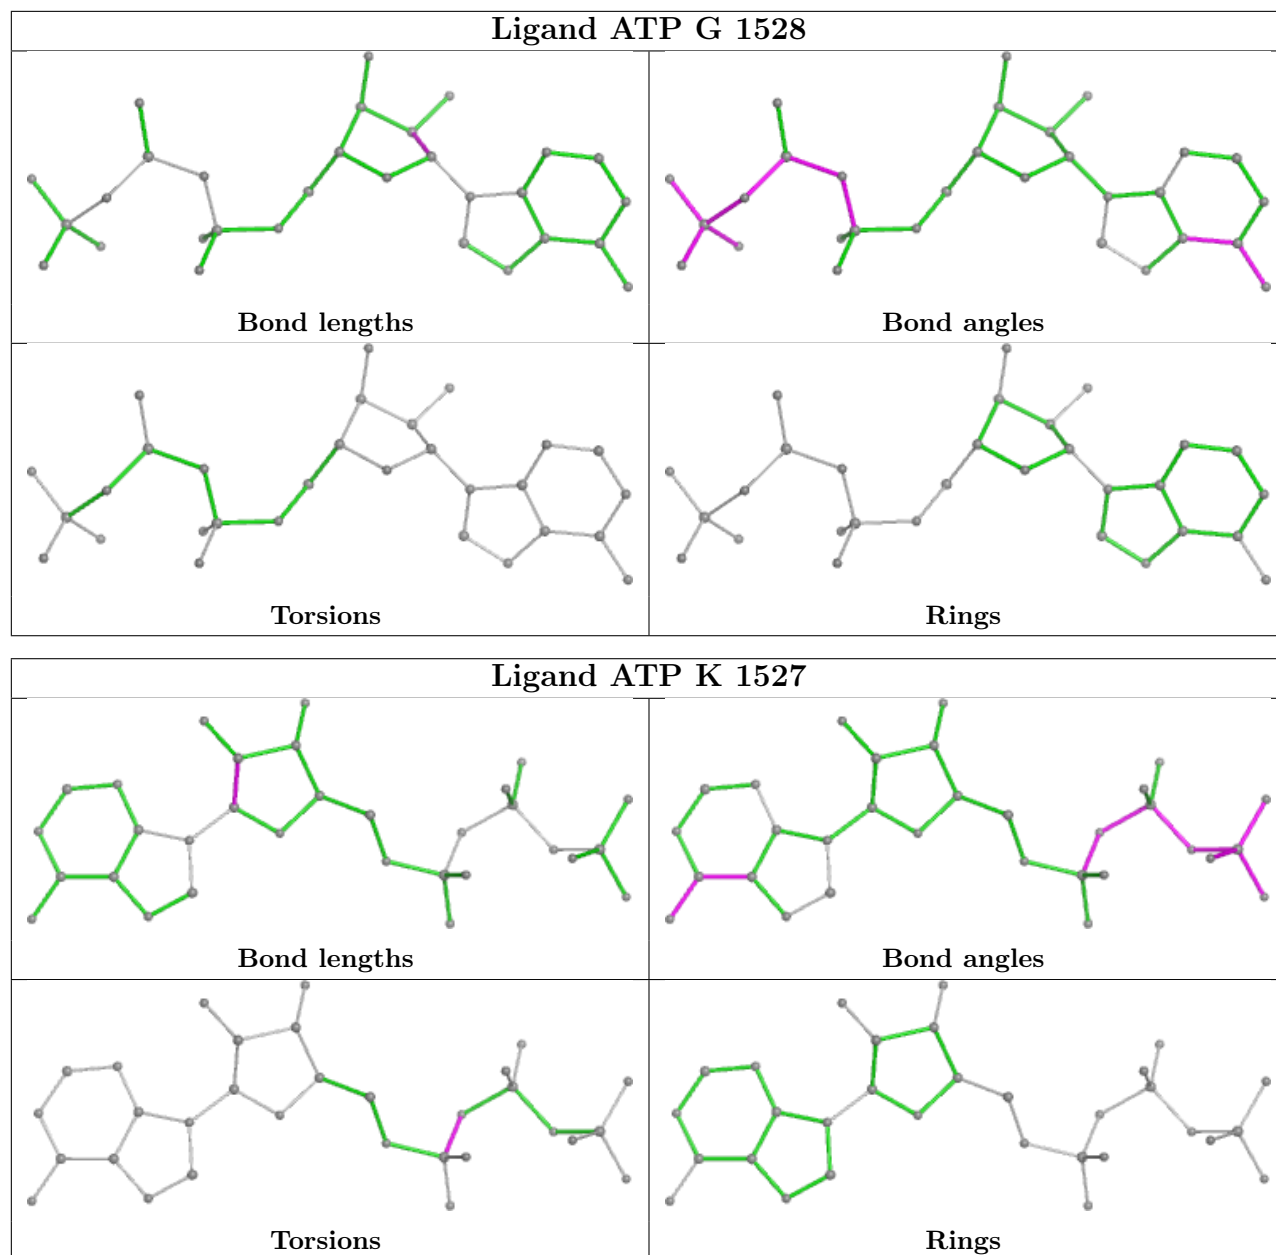 Ligand ATP G 1528
Bond lengths
Bond angles
Torsions
Rings
Ligand ATP K 1527
Bond lengths
Bond angles
Torsions
Rings